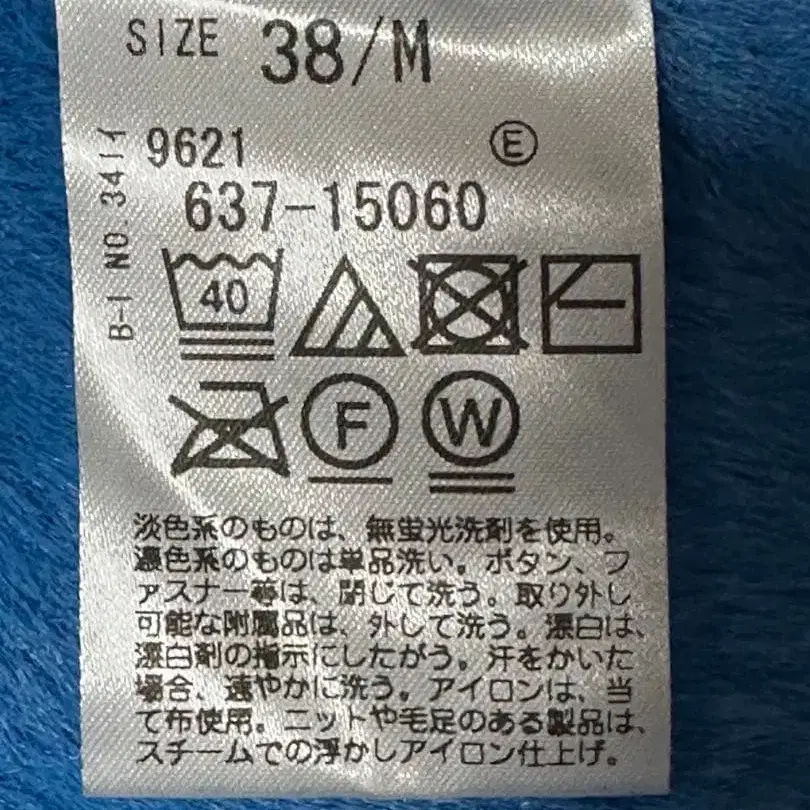 SIZE 38/M
9621 Ⓔ
637-15060
B-I NO.341イ
40
F W
淡色系のものは、無蛍光洗剤を使用。
濃色系のものは単品洗い。ボタン、フ
ァスナー等は、閉じて洗う。取り外し
可能な附属品は、外して洗う。漂白は、
漂白剤の指示にしたがう。汗をかいた
場合、速やかに洗う。アイロンは、当
て布使用。ニットや毛足のある製品は、
スチームでの浮かしアイロン仕上げ。